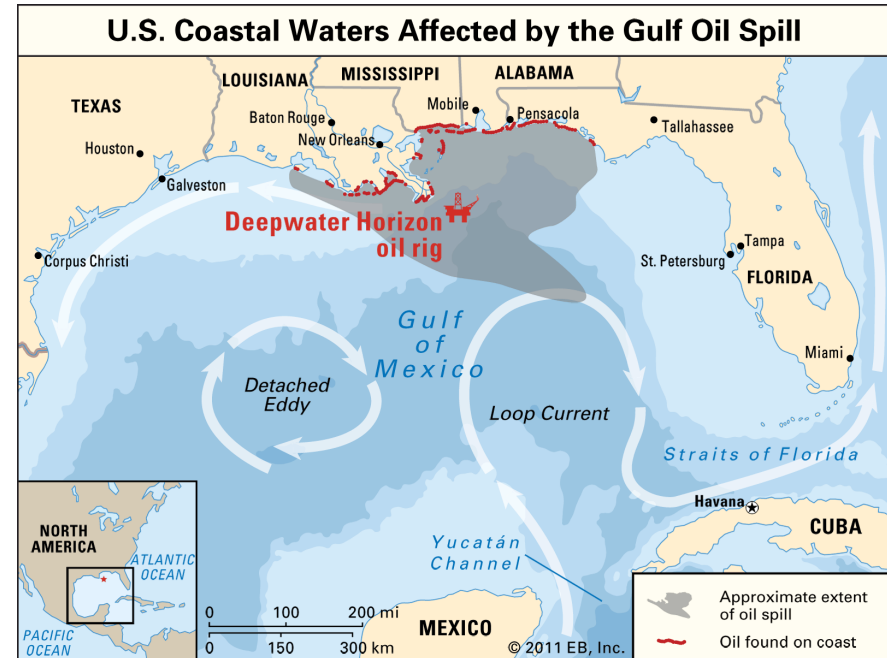 U.S. Coastal Waters Affected by the Gulf Oil Spill
LOUISIANA
MISSISSIPPI
ALABAMA
TEXAS
Baton Rouge
Mobile
Pensacola
Tallahassee
New Orleans
Houston
Galveston
Deepwater Horizon
oil rig
Corpus Christi
Tampa
St. Petersburg
FLORIDA
Gulf
of
Mexico
Miami
Detached
Eddy
Loop Current
Straits of Florida
Havana
CUBA
Yucatán
Channel
MEXICO
NORTH
AMERICA
ATLANTIC
OCEAN
PACIFIC
OCEAN
0 100 200 mi
0 150 300 km
© 2011 EB, Inc.
Approximate extent
of oil spill
Oil found on coast